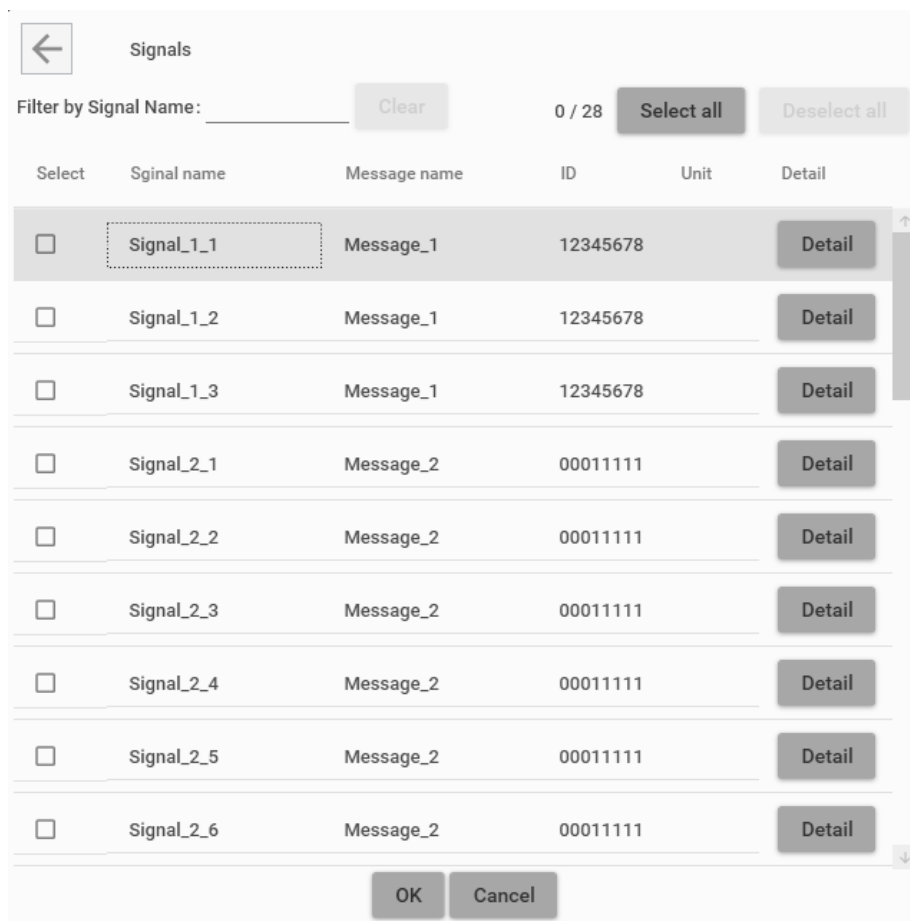 Signals
Filter by Signal Name: Clear 0 / 28 Select all Deselect all
Select Sginal name Message name ID Unit Detail
Signal_1_1 Message_1 12345678 Detail
Signal_1_2 Message_1 12345678 Detail
Signal_1_3 Message_1 12345678 Detail
Signal_2_1 Message_2 00011111 Detail
Signal_2_2 Message_2 00011111 Detail
Signal_2_3 Message_2 00011111 Detail
Signal_2_4 Message_2 00011111 Detail
Signal_2_5 Message_2 00011111 Detail
Signal_2_6 Message_2 00011111 Detail
OK Cancel